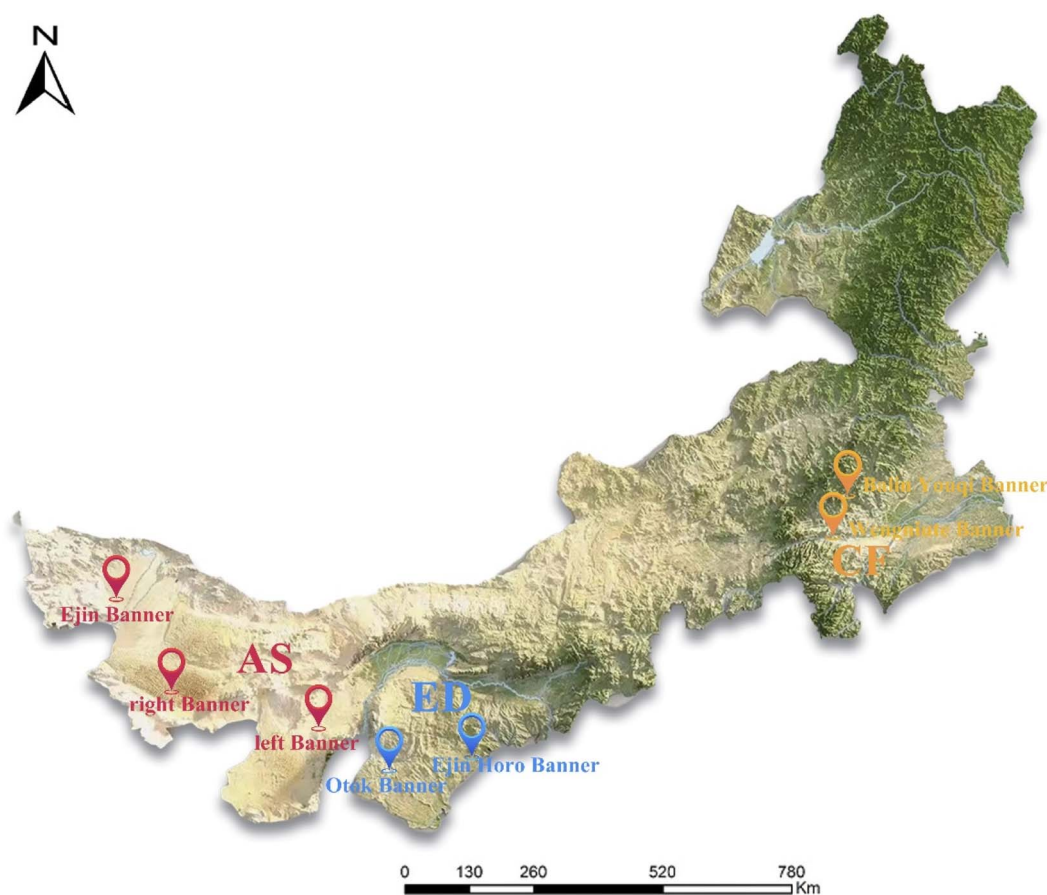 N
Balin Youqi Banner
Wengniute Banner
CF
Ejin Banner
AS
right Banner
left Banner
ED
Ejin Horo Banner
Otok Banner
0 130 260 520 780
Km